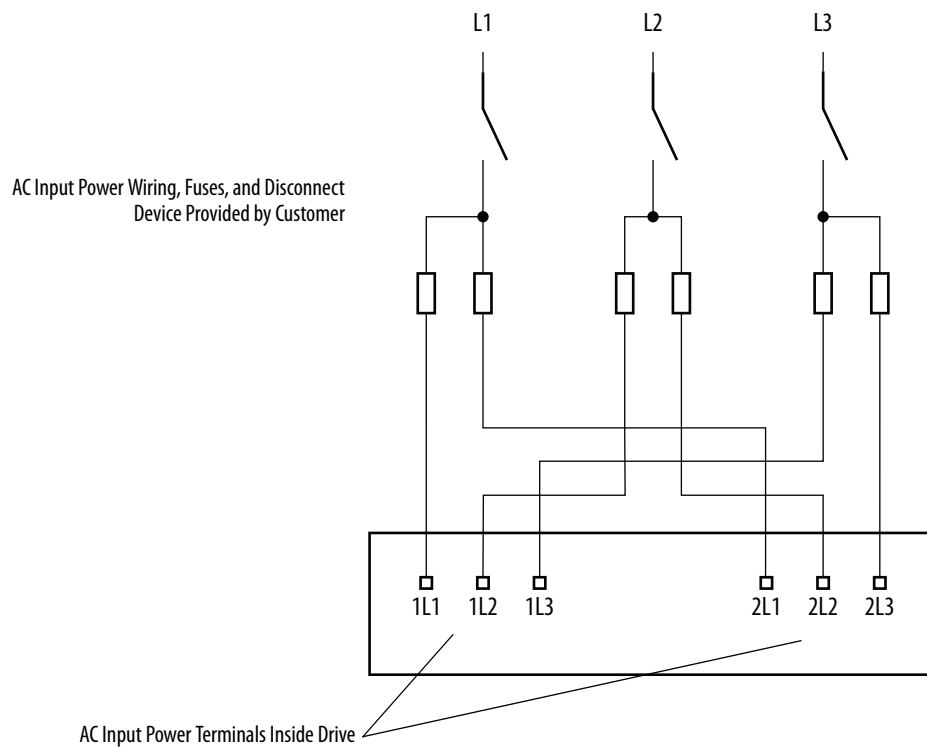 L1
L2
L3
AC Input Power Wiring, Fuses, and Disconnect
Device Provided by Customer
1L1
1L2
1L3
2L1
2L2
2L3
AC Input Power Terminals Inside Drive